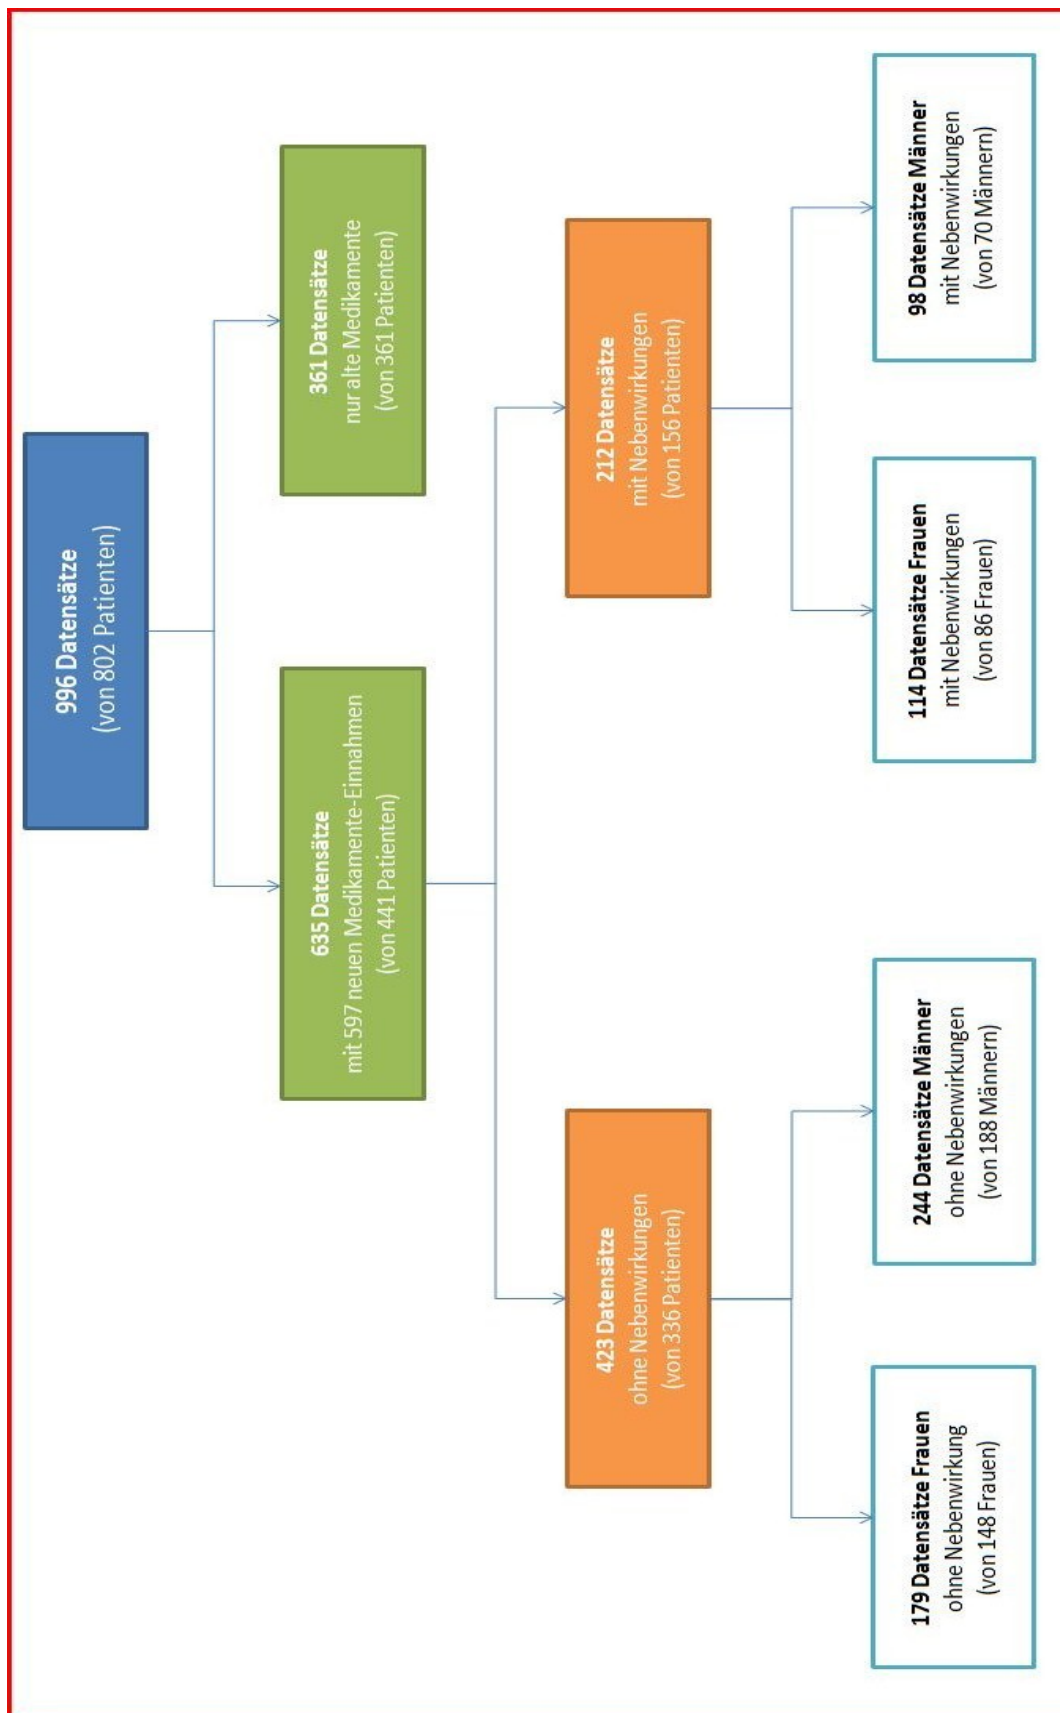 996 Datensätze
(von 802 Patienten)
635 Datensätze
mit 597 neuen Medikamente-Einnahmen
(von 441 Patienten)
361 Datensätze
nur alte Medikamente
(von 361 Patienten)
423 Datensätze
ohne Nebenwirkungen
(von 336 Patienten)
212 Datensätze
mit Nebenwirkungen
(von 156 Patienten)
179 Datensätze Frauen
ohne Nebenwirkung
(von 148 Frauen)
244 Datensätze Männer
ohne Nebenwirkungen
(von 188 Männern)
114 Datensätze Frauen
mit Nebenwirkungen
(von 86 Frauen)
98 Datensätze Männer
mit Nebenwirkungen
(von 70 Männern)